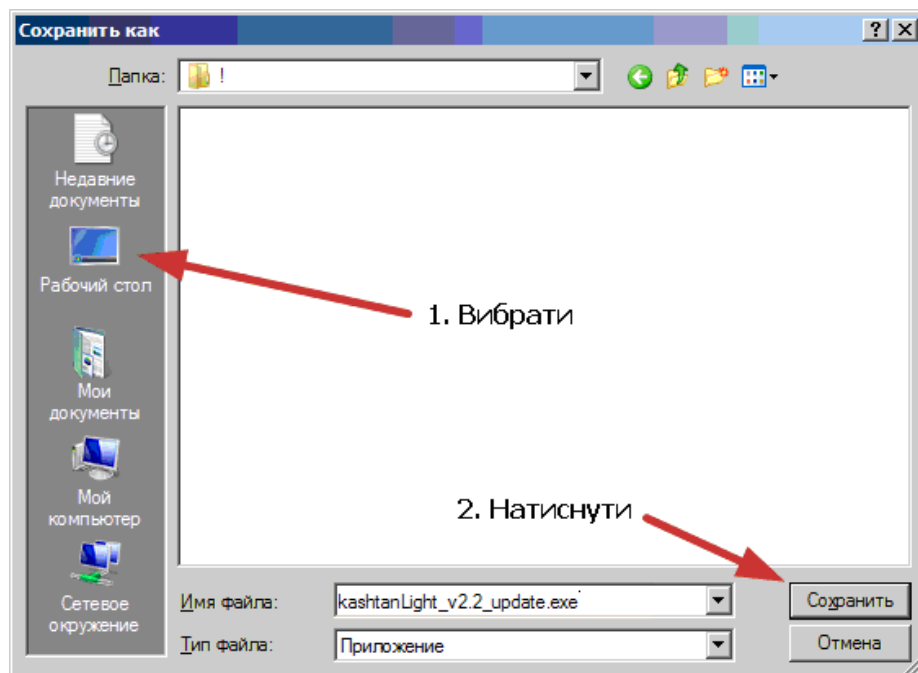 Сохранить как
Папка: !
Недавние
документы
Рабочий стол
1. Вибрати
Мои
документы
Мой
компьютер
2. Натиснути
Сетевое
окружение
Имя файла: kashtanLight_v2.2_update.exe Сохранить
Тип файла: Приложение Отмена